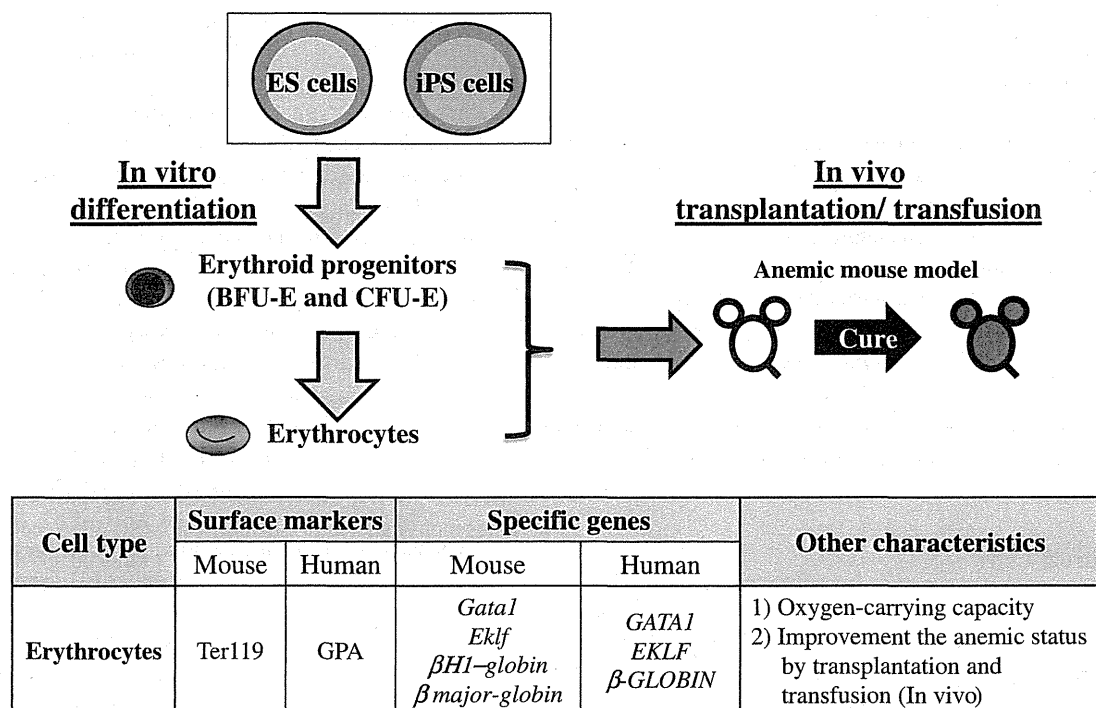 ES cells
iPS cells
In vitro
differentiation
In vivo
transplantation/ transfusion
Erythroid progenitors
(BFU-E and CFU-E)
Anemic mouse model
Cure
Erythrocytes
Cell type
Surface markers
Specific genes
Other characteristics
Mouse
Human
Mouse
Human
Erythrocytes
Ter119
GPA
Gata1
Eklf
βH1–globin
β major-globin
GATA1
EKLF
β-GLOBIN
1) Oxygen-carrying capacity
2) Improvement the anemic status
by transplantation and
transfusion (In vivo)